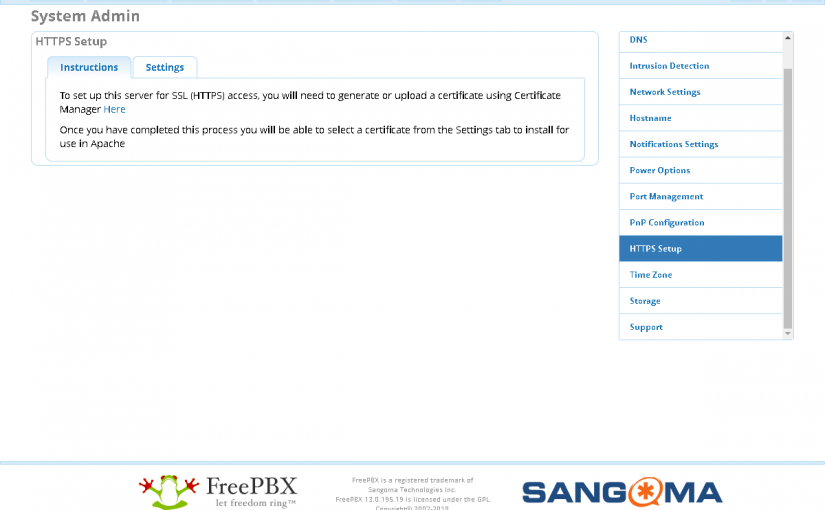 System Admin
HTTPS Setup
Instructions
Settings
To set up this server for SSL (HTTPS) access, you will need to generate or upload a certificate using Certificate
Manager Here
Once you have completed this process you will be able to select a certificate from the Settings tab to install for
use in Apache
DNS
Intrusion Detection
Network Settings
Hostname
Notifications Settings
Power Options
Port Management
PnP Configuration
HTTPS Setup
Time Zone
Storage
Support
FreePBX
let freedom ring™
FreePBX is a registered trademark of
Sangoma Technologies Inc.
FreePBX 13.0.195.19 is licensed under the GPL
Copyright© 2007-2018
SANGOMA